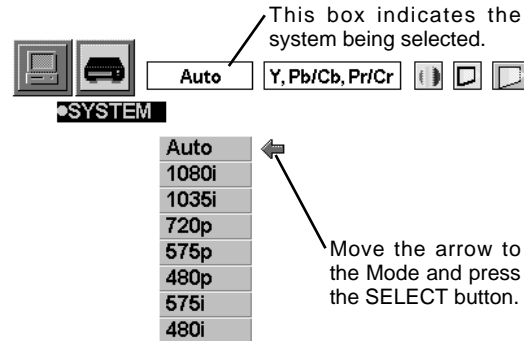 This box indicates the
system being selected.
Auto
Y, Pb/Cb, Pr/Cr
●SYSTEM
Auto
1080i
1035i
720p
575p
480p
575i
480i
Move the arrow to
the Mode and press
the SELECT button.